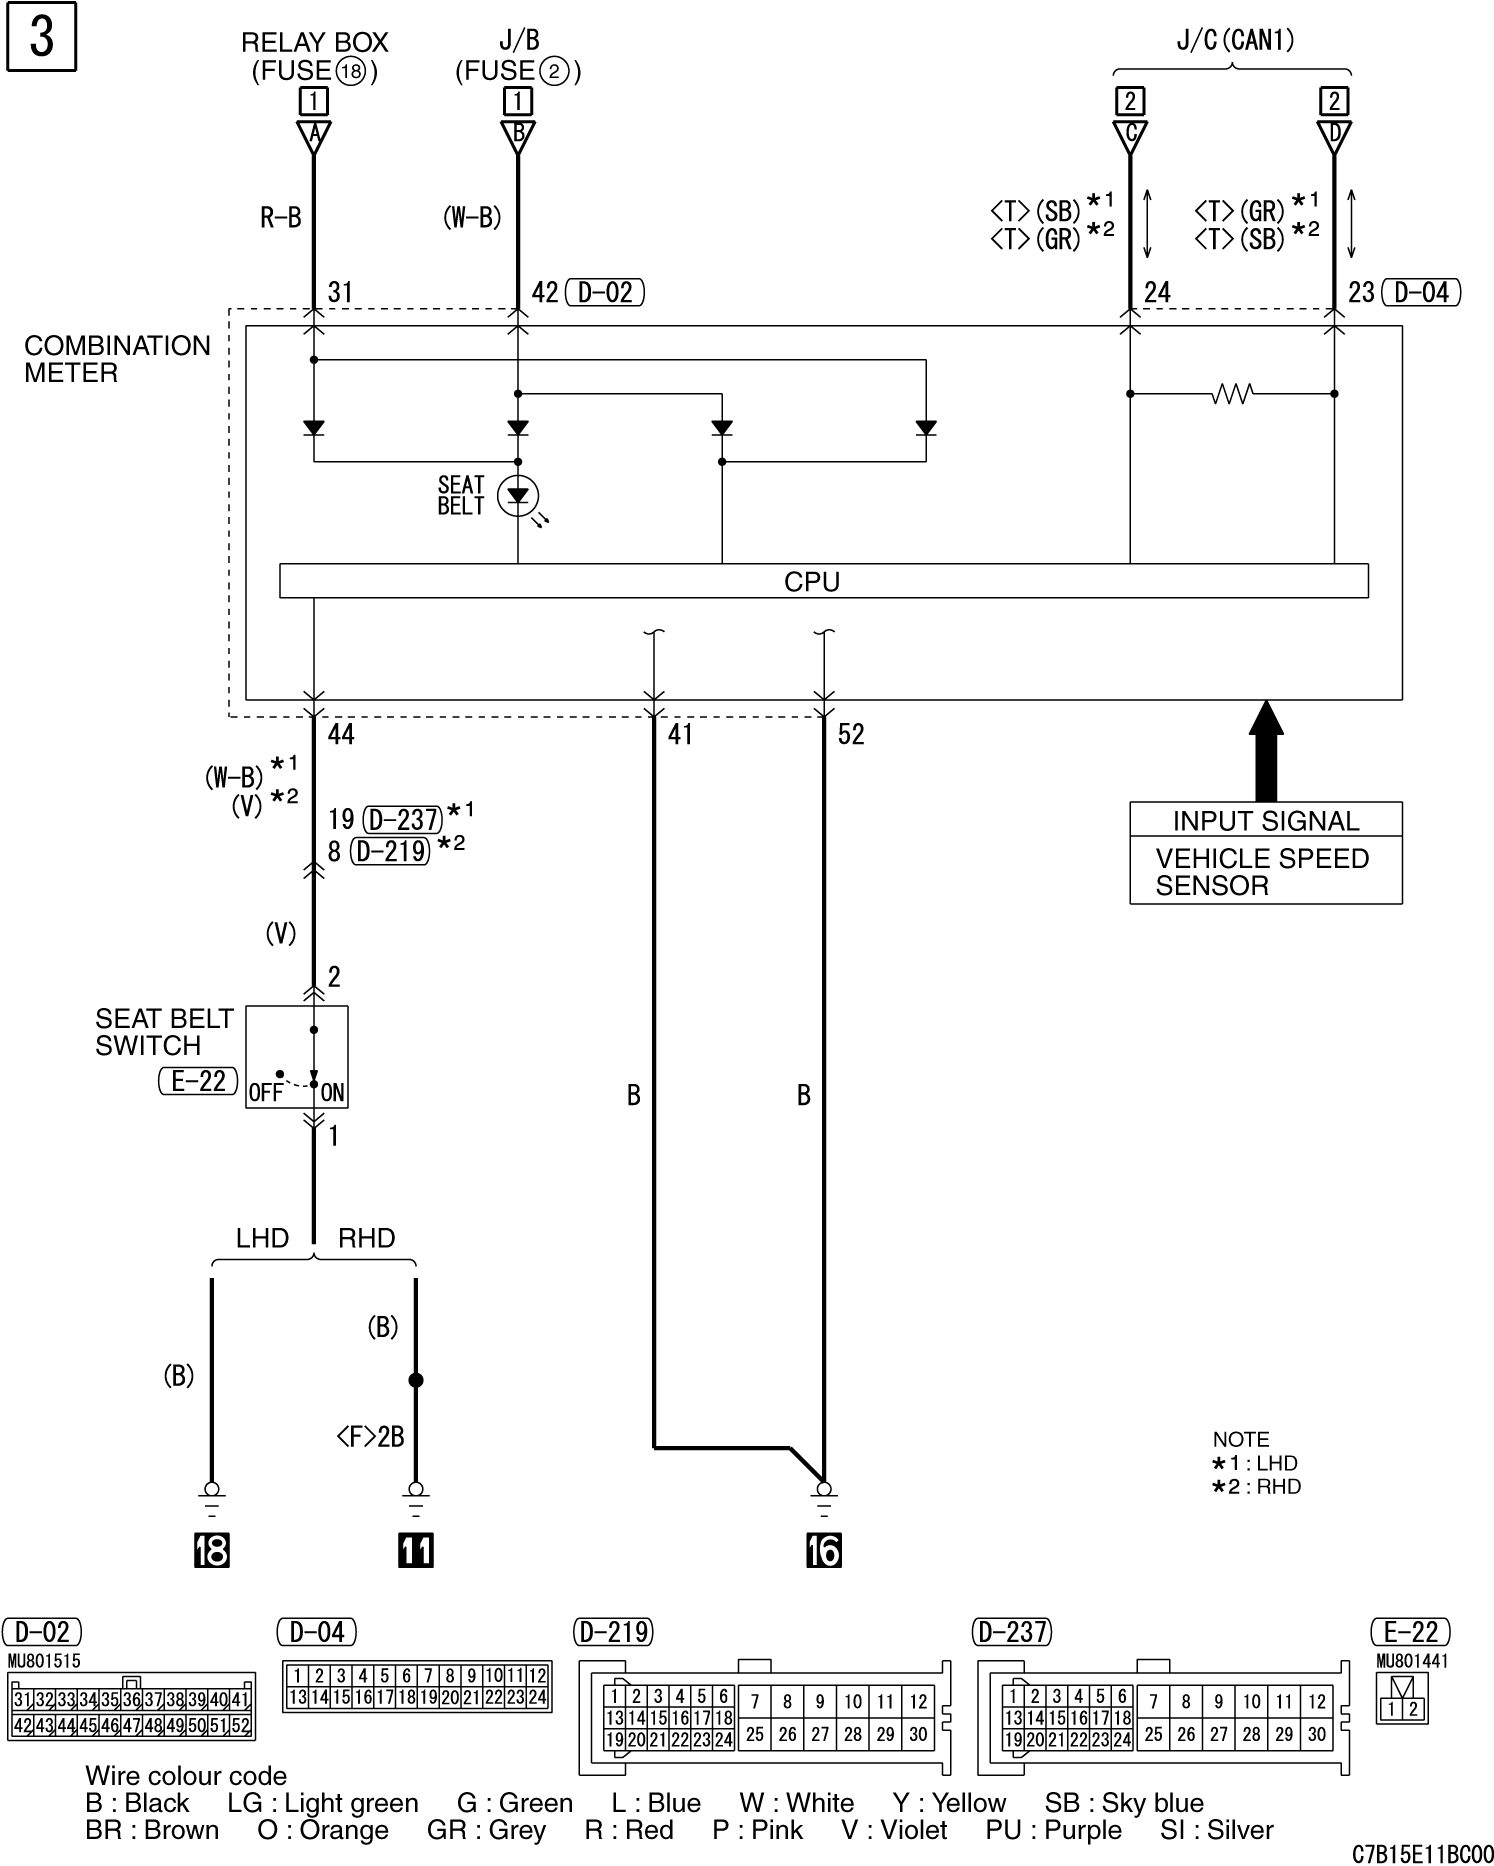 3
RELAY BOX
(FUSE 18)
J/B
(FUSE 2)
J/C (CAN1)
1
1
2
2
A
B
C
D
R-B
(W-B)
<T>(SB)*1
<T>(GR)*2
<T>(GR)*1
<T>(SB)*2
31
42 D-02
24
23 D-04
COMBINATION
METER
SEAT
BELT
CPU
44
41
52
(W-B)*1
(V)*2
19 D-237 *1
8 D-219 *2
INPUT SIGNAL
VEHICLE SPEED
SENSOR
(V)
2
SEAT BELT
SWITCH
E-22
OFF ON
1
B
B
LHD RHD
(B)
(B)
<F>2B
NOTE
*1 : LHD
*2 : RHD
18
11
16
D-02
MU801515
31 32 33 34 35 36 37 38 39 40 41
42 43 44 45 46 47 48 49 50 51 52
D-04
1 2 3 4 5 6 7 8 9 10 11 12
13 14 15 16 17 18 19 20 21 22 23 24
D-219
1 2 3 4 5 6 7 8 9 10 11 12
13 14 15 16 17 18
19 20 21 22 23 24 25 26 27 28 29 30
D-237
1 2 3 4 5 6 7 8 9 10 11 12
13 14 15 16 17 18
19 20 21 22 23 24 25 26 27 28 29 30
E-22
MU801441
1 2
Wire colour code
B : Black LG : Light green G : Green L : Blue W : White Y : Yellow SB : Sky blue
BR : Brown O : Orange GR : Grey R : Red P : Pink V : Violet PU : Purple SI : Silver
C7B15E11BC00